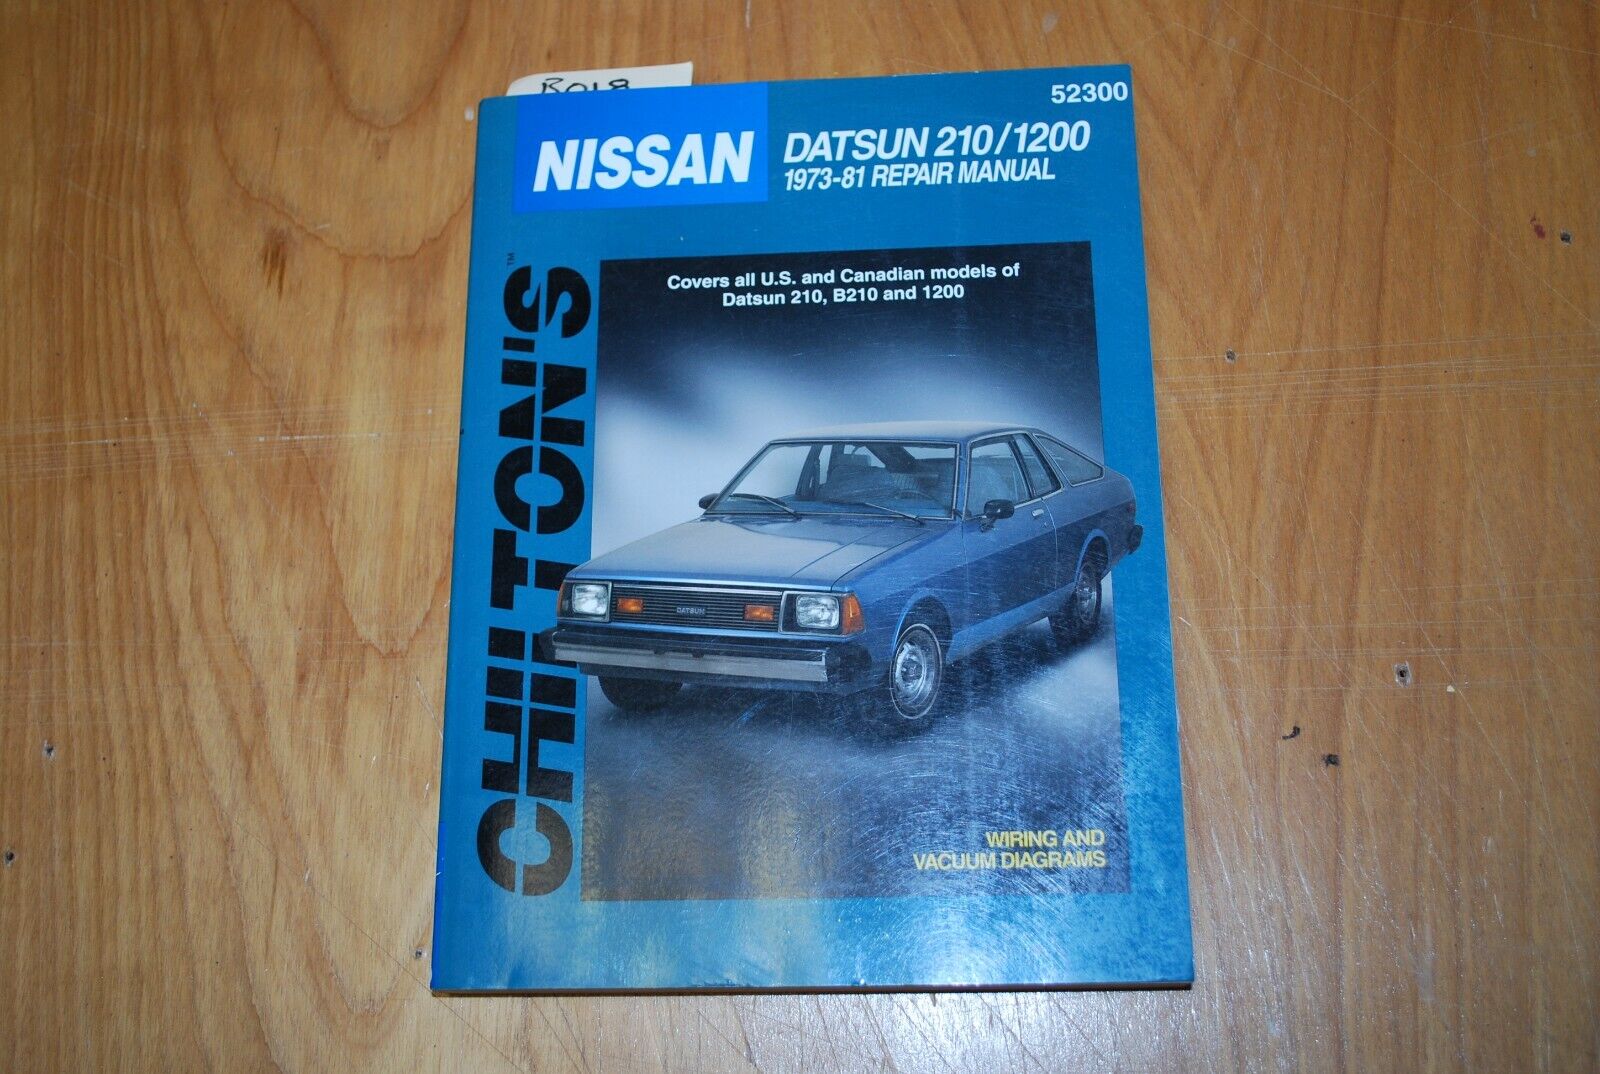 B018
52300
NISSAN
DATSUN 210/1200
1973-81 REPAIR MANUAL
CHILTON'S™
Covers all U.S. and Canadian models of
Datsun 210, B210 and 1200
DATSUN
WIRING AND
VACUUM DIAGRAMS